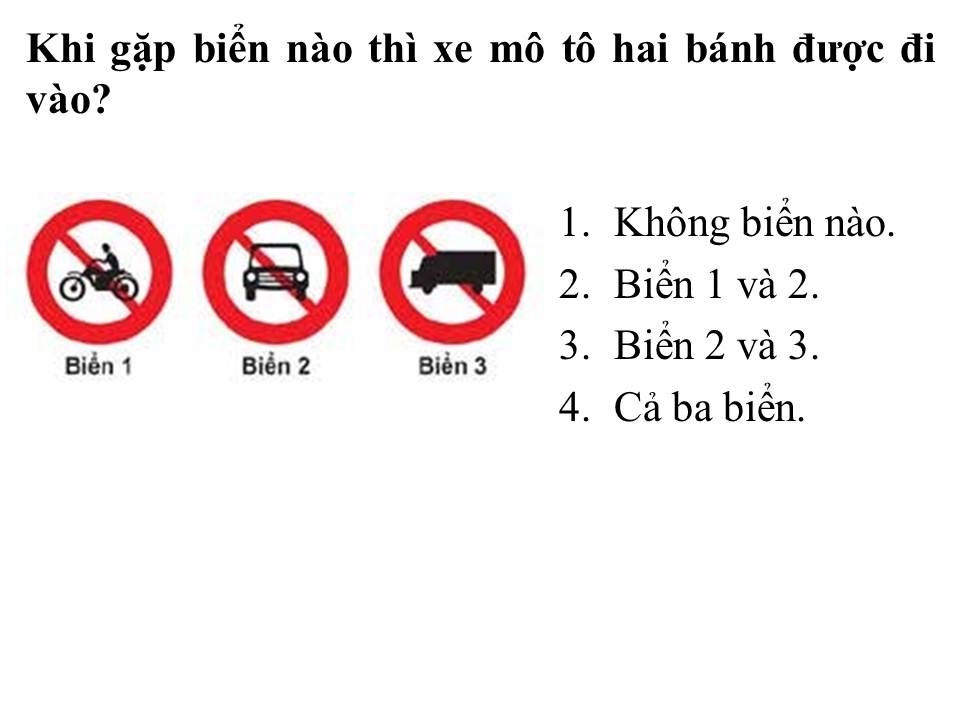 Khi gặp biển nào thì xe mô tô hai bánh được đi
vào?
1. Không biển nào.
2. Biển 1 và 2.
3. Biển 2 và 3.
4. Cả ba biển.
Biển 1 Biển 2 Biển 3